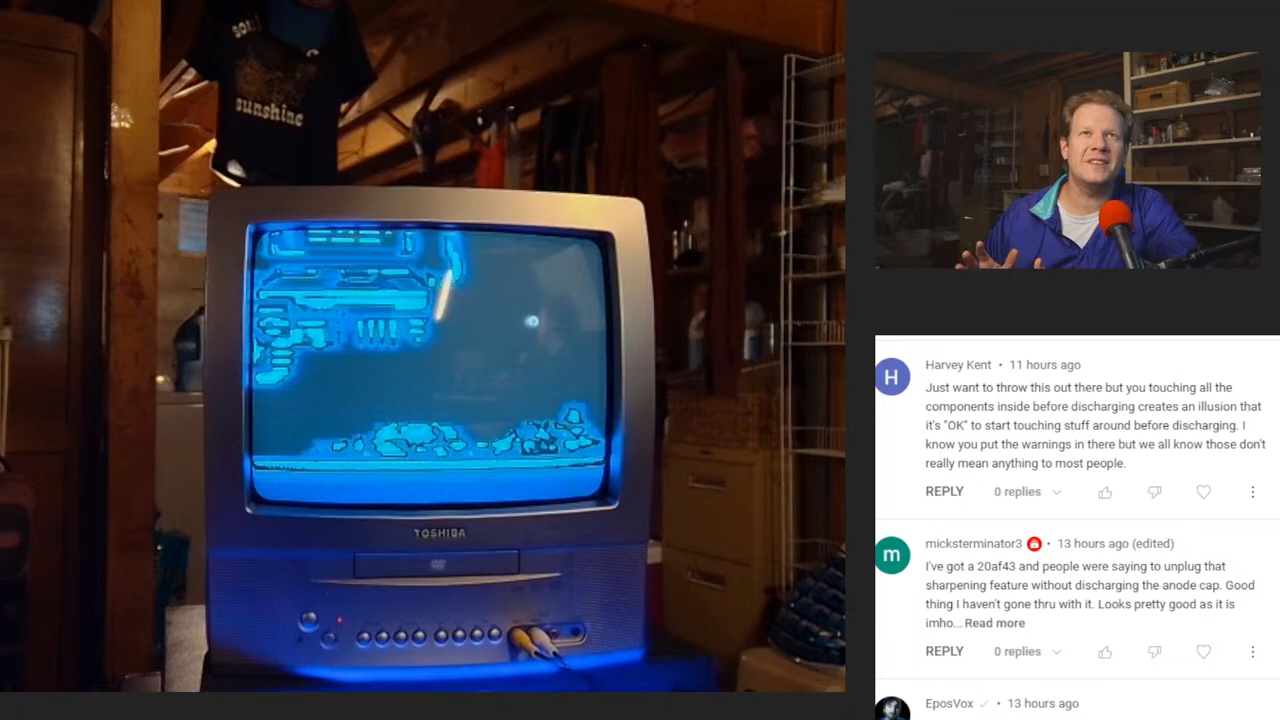 SON!
sunshine
TOSHIBA
DVD
H
Harvey Kent • 11 hours ago
Just want to throw this out there but you touching all the
components inside before discharging creates an illusion that
it's "OK" to start touching stuff around before discharging. I
know you put the warnings in there but we all know those don't
really mean anything to most people.
REPLY 0 replies
m
micksterminator3 • 13 hours ago (edited)
I've got a 20af43 and people were saying to unplug that
sharpening feature without discharging the anode cap. Good
thing I haven't gone thru with it. Looks pretty good as it is
imho... Read more
REPLY 0 replies
EposVox • 13 hours ago